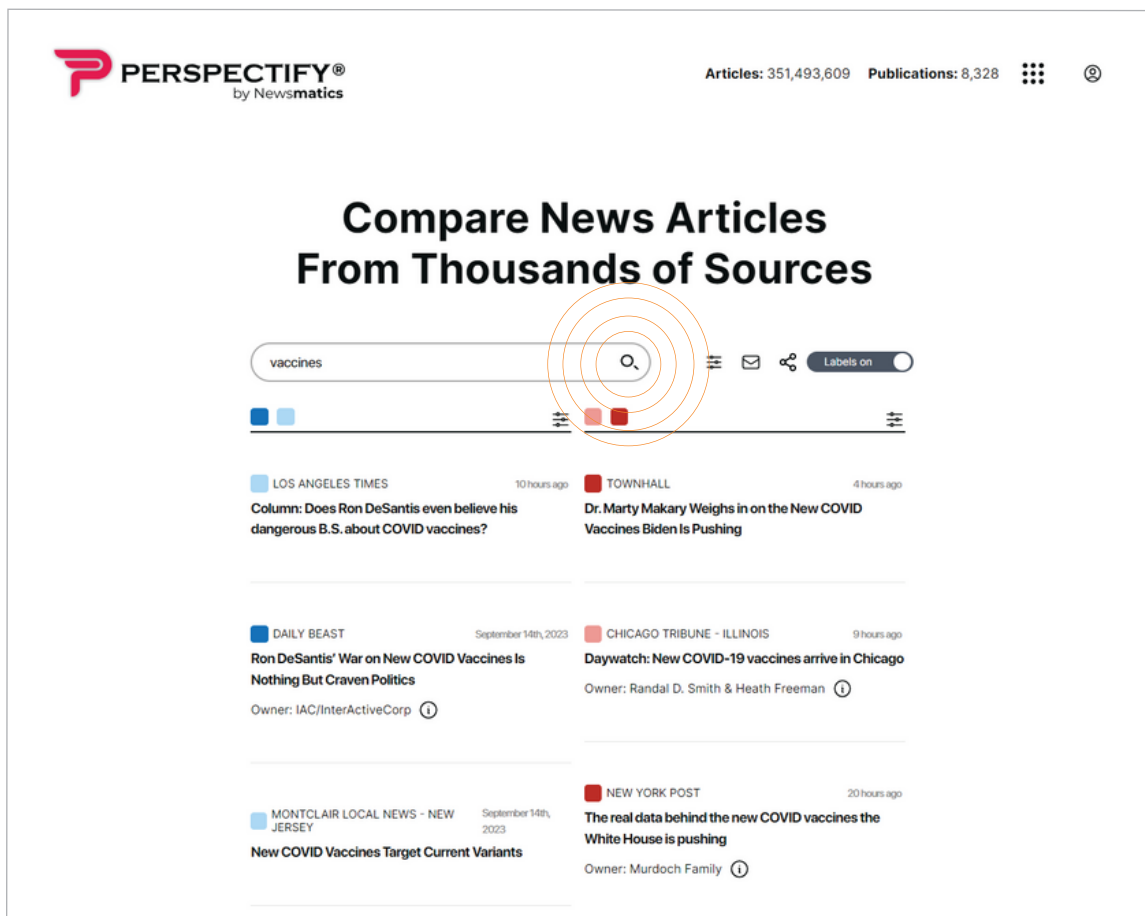 PERSPECTIFY®
by Newsmatics
Articles: 351,493,609 Publications: 8,328
Compare News Articles
From Thousands of Sources
vaccines
Labels on
LOS ANGELES TIMES 10 hours ago
Column: Does Ron DeSantis even believe his
dangerous B.S. about COVID vaccines?
DAILY BEAST September 14th, 2023
Ron DeSantis' War on New COVID Vaccines Is
Nothing But Craven Politics
Owner: IAC/InterActiveCorp
MONTCLAIR LOCAL NEWS - NEW
JERSEY
September 14th,
2023
New COVID Vaccines Target Current Variants
TOWNHALL 4 hours ago
Dr. Marty Makary Weighs in on the New COVID
Vaccines Biden Is Pushing
CHICAGO TRIBUNE - ILLINOIS 9 hours ago
Daywatch: New COVID-19 vaccines arrive in Chicago
Owner: Randal D. Smith & Heath Freeman
NEW YORK POST 20 hours ago
The real data behind the new COVID vaccines the
White House is pushing
Owner: Murdoch Family